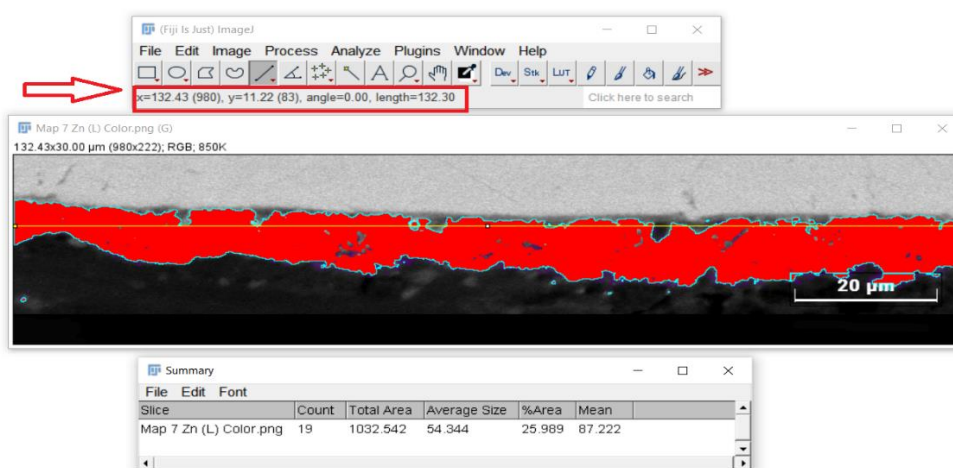 (Fiji Is Just) ImageJ
File Edit Image Process Analyze Plugins Window Help
A Dev Stk LUT
x=132.43 (980), y=11.22 (83), angle=0.00, length=132.30 Click here to search
Map 7 Zn (L) Color.png (G)
132.43x30.00 µm (980x222); RGB; 850K
20 µm
Summary
File Edit Font
Slice Count Total Area Average Size %Area Mean
Map 7 Zn (L) Color.png 19 1032.542 54.344 25.989 87.222